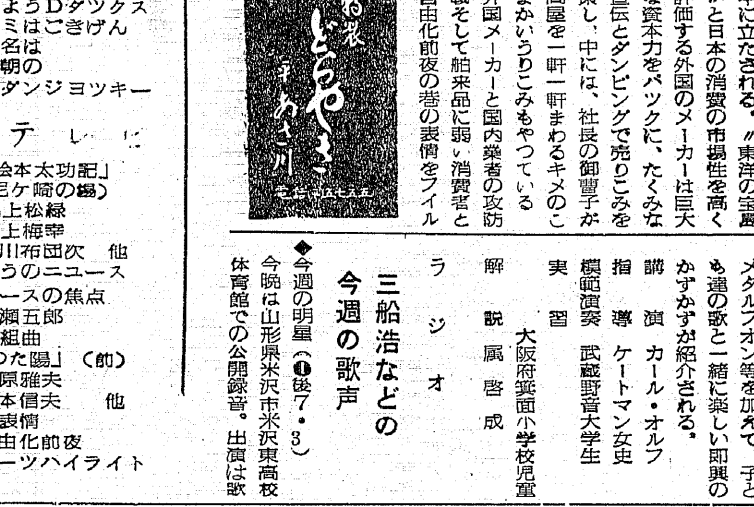 に立たされる。〃東洋の宝島
と日本の消費の市場性を高く
評価する外国のメーカーは巨大
な資本力をバックに、たくみな
宣伝とダンピングで売りこみを
策し、中には、社長の御曹子が
問屋を一軒一軒まわるキメのこ
まかいうりこみもやつている
外国メーカーと国内業者の攻防
戦そして舶来品に弱い消費者と
自由化前夜の巷の表情をフイル
どらやき
メタルフオン等を加えて、子と
も達の歌と一緒に楽しい即興の
かずかずが紹介される。
講演 カール・オルフ
指導 ケートマン女史
模範演奏 武蔵野音大学生
実習
大阪府箕面小学校児童
解説 属啓成
ラジオ
三船浩などの
今週の歌声
◆今週の明星(❶後7・3)
今晩は山形県米沢市米沢東高校
体育館での公開録音。出演は歌
ようDダツクス
ミはごきげん
名は
朝の
ダンジヨツキー
テレビ
絵本太功記』
尼ケ崎の場)
上松緑
上梅幸
川布団次 他
うのニユース
ースの焦点
瀬五郎
組曲
つた陽』(前)
原雅夫
本信夫 他
表情
由化前夜
ーツハイライト